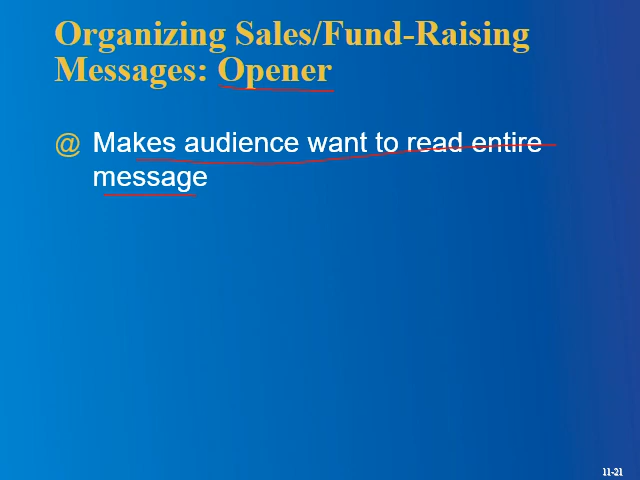 Organizing Sales/Fund-Raising
Messages: Opener
@ Makes audience want to read entire
message
11-21